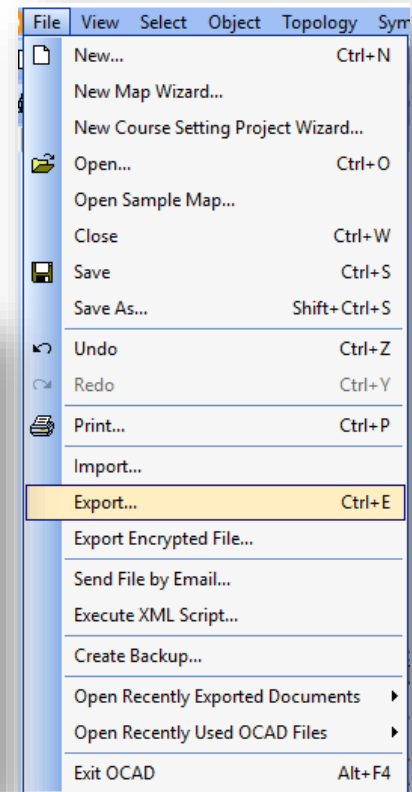 File View Select Object Topology Sym
New... Ctrl+N
New Map Wizard...
New Course Setting Project Wizard...
Open... Ctrl+O
Open Sample Map...
Close Ctrl+W
Save Ctrl+S
Save As... Shift+Ctrl+S
Undo Ctrl+Z
Redo Ctrl+Y
Print... Ctrl+P
Import...
Export... Ctrl+E
Export Encrypted File...
Send File by Email...
Execute XML Script...
Create Backup...
Open Recently Exported Documents
Open Recently Used OCAD Files
Exit OCAD Alt+F4